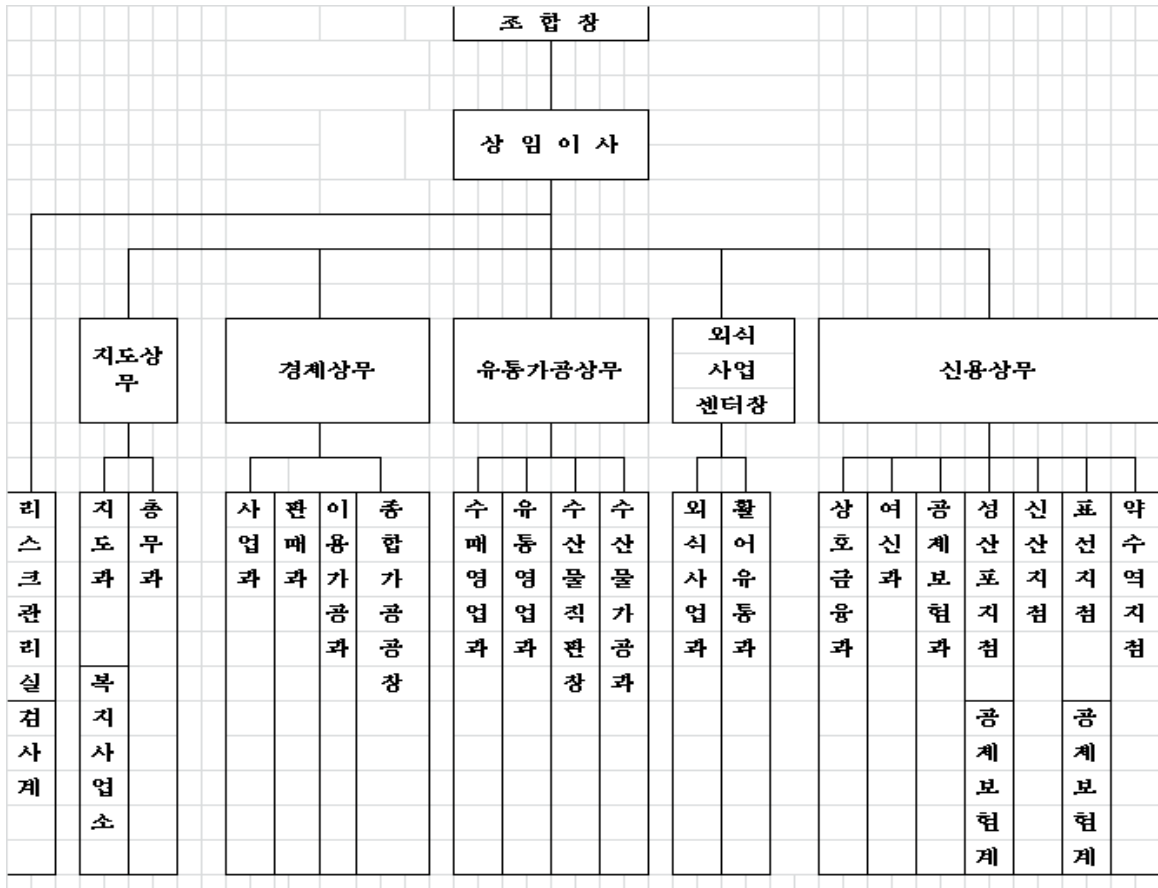 조 합 장
상 임 이 사
지도상
무
경제상무
유통가공상무
외식
사업
센터장
신용상무
리스크관리실
검사계
지도과
복지사업소
총무과
사업과
판매과
이용가공과
종합가공공장
수매영업과
유통영업과
수산물직판장
수산물가공과
외식사업과
활어유통과
상호금융과
여신과
공제보험과
성산포지점
공제보험계
신산지점
표선지점
공제보험계
약수역지점